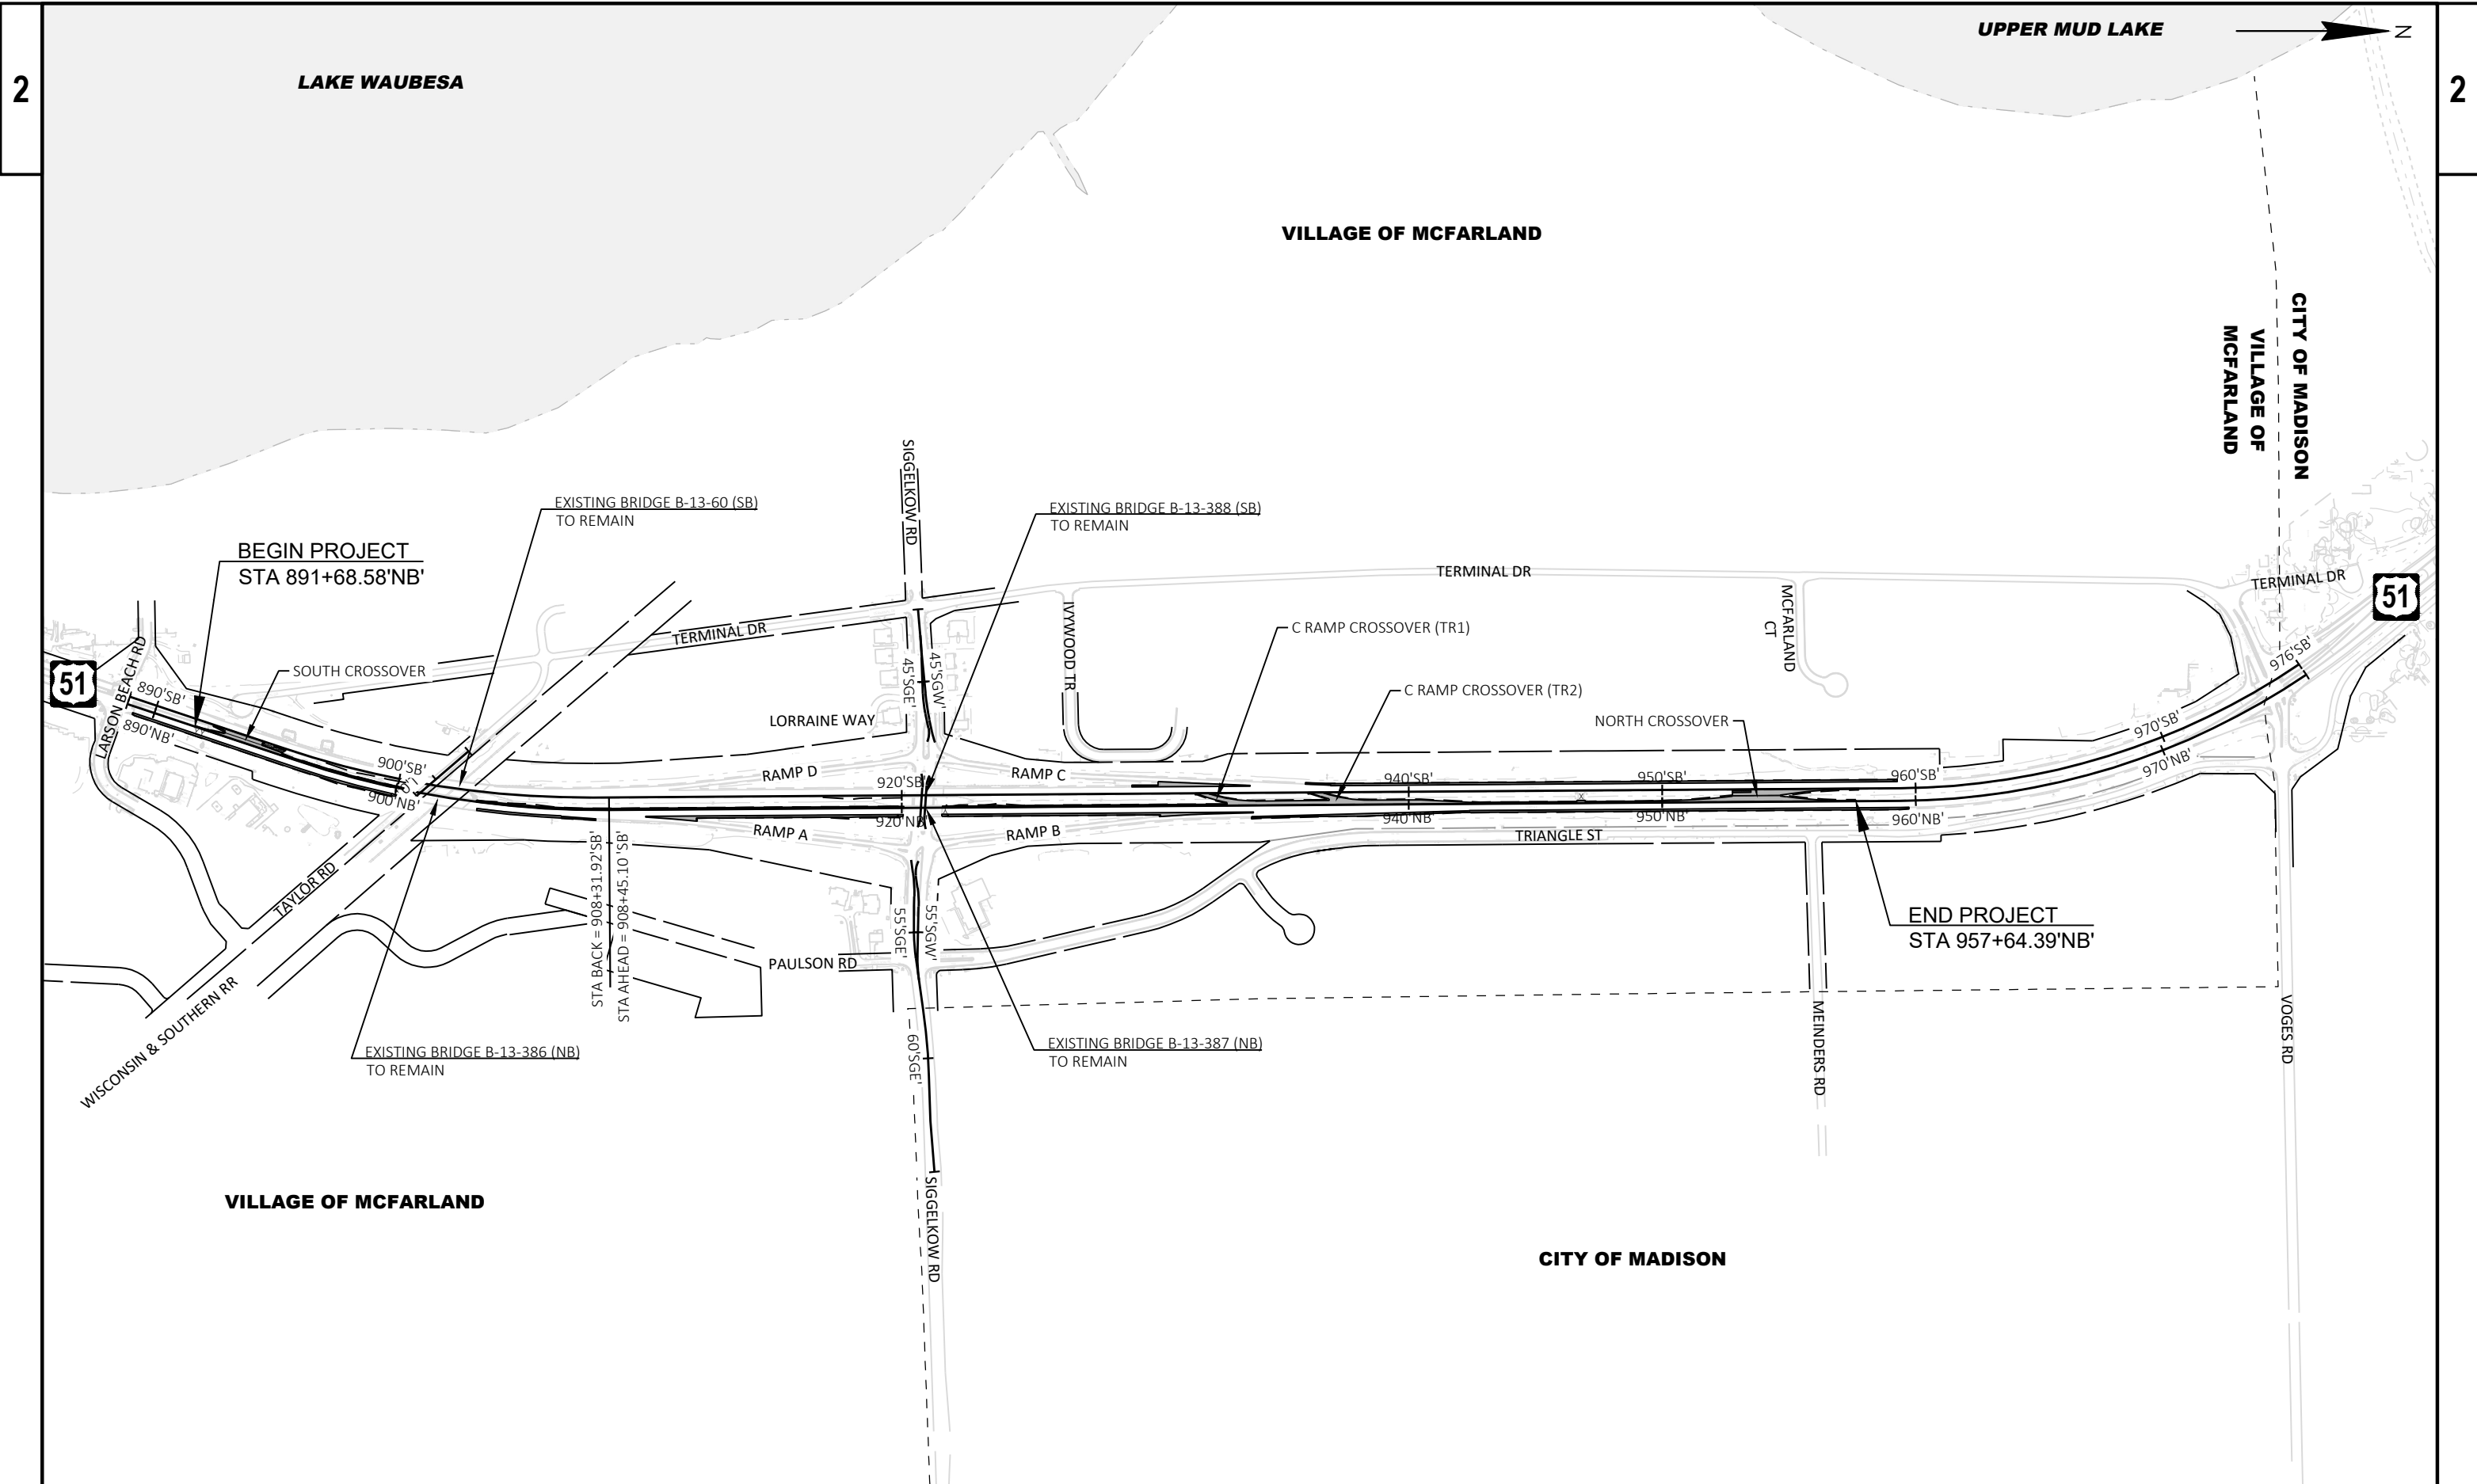 2
2
UPPER MUD LAKE
N
LAKE WAUBESA
VILLAGE OF MCFARLAND
CITY OF MADISON
VILLAGE OF
MCFARLAND
SIGGELKOW RD
EXISTING BRIDGE B-13-60 (SB)
TO REMAIN
EXISTING BRIDGE B-13-388 (SB)
TO REMAIN
BEGIN PROJECT
STA 891+68.58'NB'
TERMINAL DR
TERMINAL DR
51
MCFARLAND
CT
IVYWOOD TR
C RAMP CROSSOVER (TR1)
TERMINAL DR
LARSON BEACH RD
51
SOUTH CROSSOVER
45'SGE'
45'SGW'
976'SB'
890'SB'
C RAMP CROSSOVER (TR2)
890'NB'
LORRAINE WAY
NORTH CROSSOVER
970'SB'
970'NB'
900'SB'
900'NB'
RAMP D
920'SB'
RAMP C
940'SB'
950'SB'
960'SB'
920'NB'
940'NB'
950'NB'
960'NB'
RAMP A
RAMP B
TRIANGLE ST
TAYLOR RD
STA BACK = 908+31.92'SB'
STA AHEAD = 908+45.10 'SB'
55'SGE'
55'SGW'
END PROJECT
STA 957+64.39'NB'
PAULSON RD
WISCONSIN & SOUTHERN RR
EXISTING BRIDGE B-13-386 (NB)
TO REMAIN
60'SGE'
EXISTING BRIDGE B-13-387 (NB)
TO REMAIN
MEINDERS RD
VOGES RD
VILLAGE OF MCFARLAND
SIGGELKOW RD
CITY OF MADISON